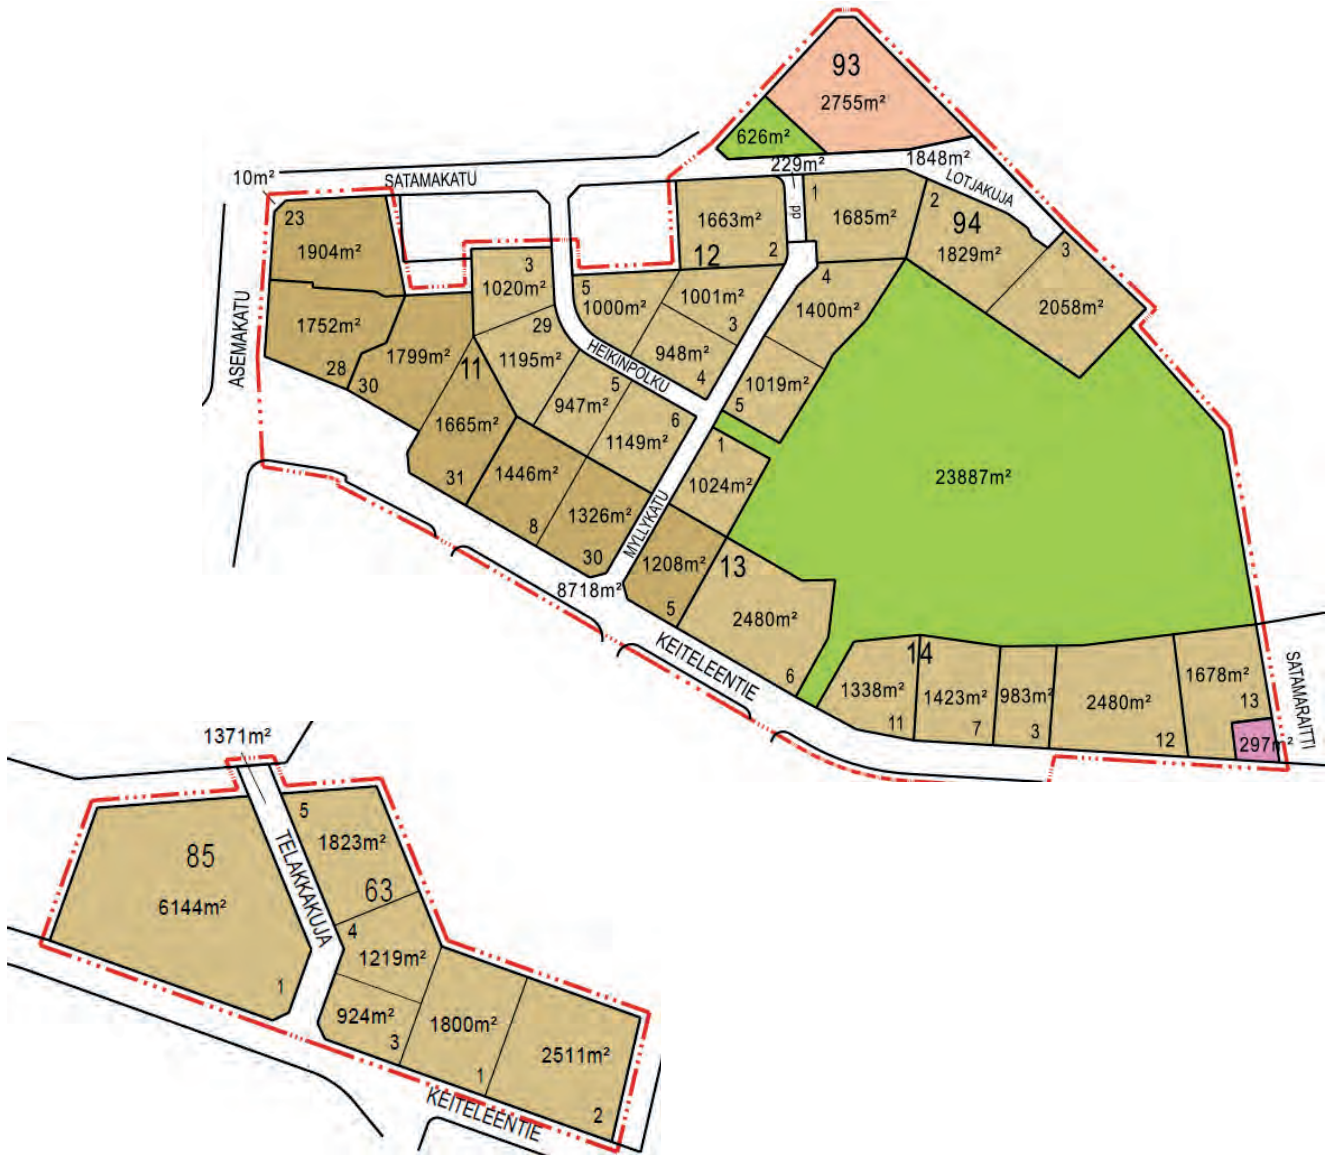 93
2755m²
626m²
229m²
1848m²
LOTJAKUJA
10m²
SATAMAKATU
23
1904m²
1663m²
2
12
pp
1
1685m²
2
94
1829m²
3
2058m²
ASEMAKATU
1752m²
28
1799m²
30
3
1020m²
29
1195m²
11
1665m²
31
5
1000m²
1001m²
3
948m²
4
HEIKINPOLKU
4
1400m²
1019m²
5
947m²
5
6
1149m²
1446m²
8
1326m²
30
MYLLYKATU
1
1024m²
23887m²
1208m²
5
13
2480m²
6
8718m²
KEITELEENTIE
14
1338m²
11
1423m²
7
983m²
3
2480m²
12
1678m²
13
297m²
SATAMARAITTI
1371m²
TELAKKAKUJA
85
6144m²
1
5
1823m²
63
4
1219m²
924m²
3
1800m²
1
2511m²
2
KEITELEENTIE